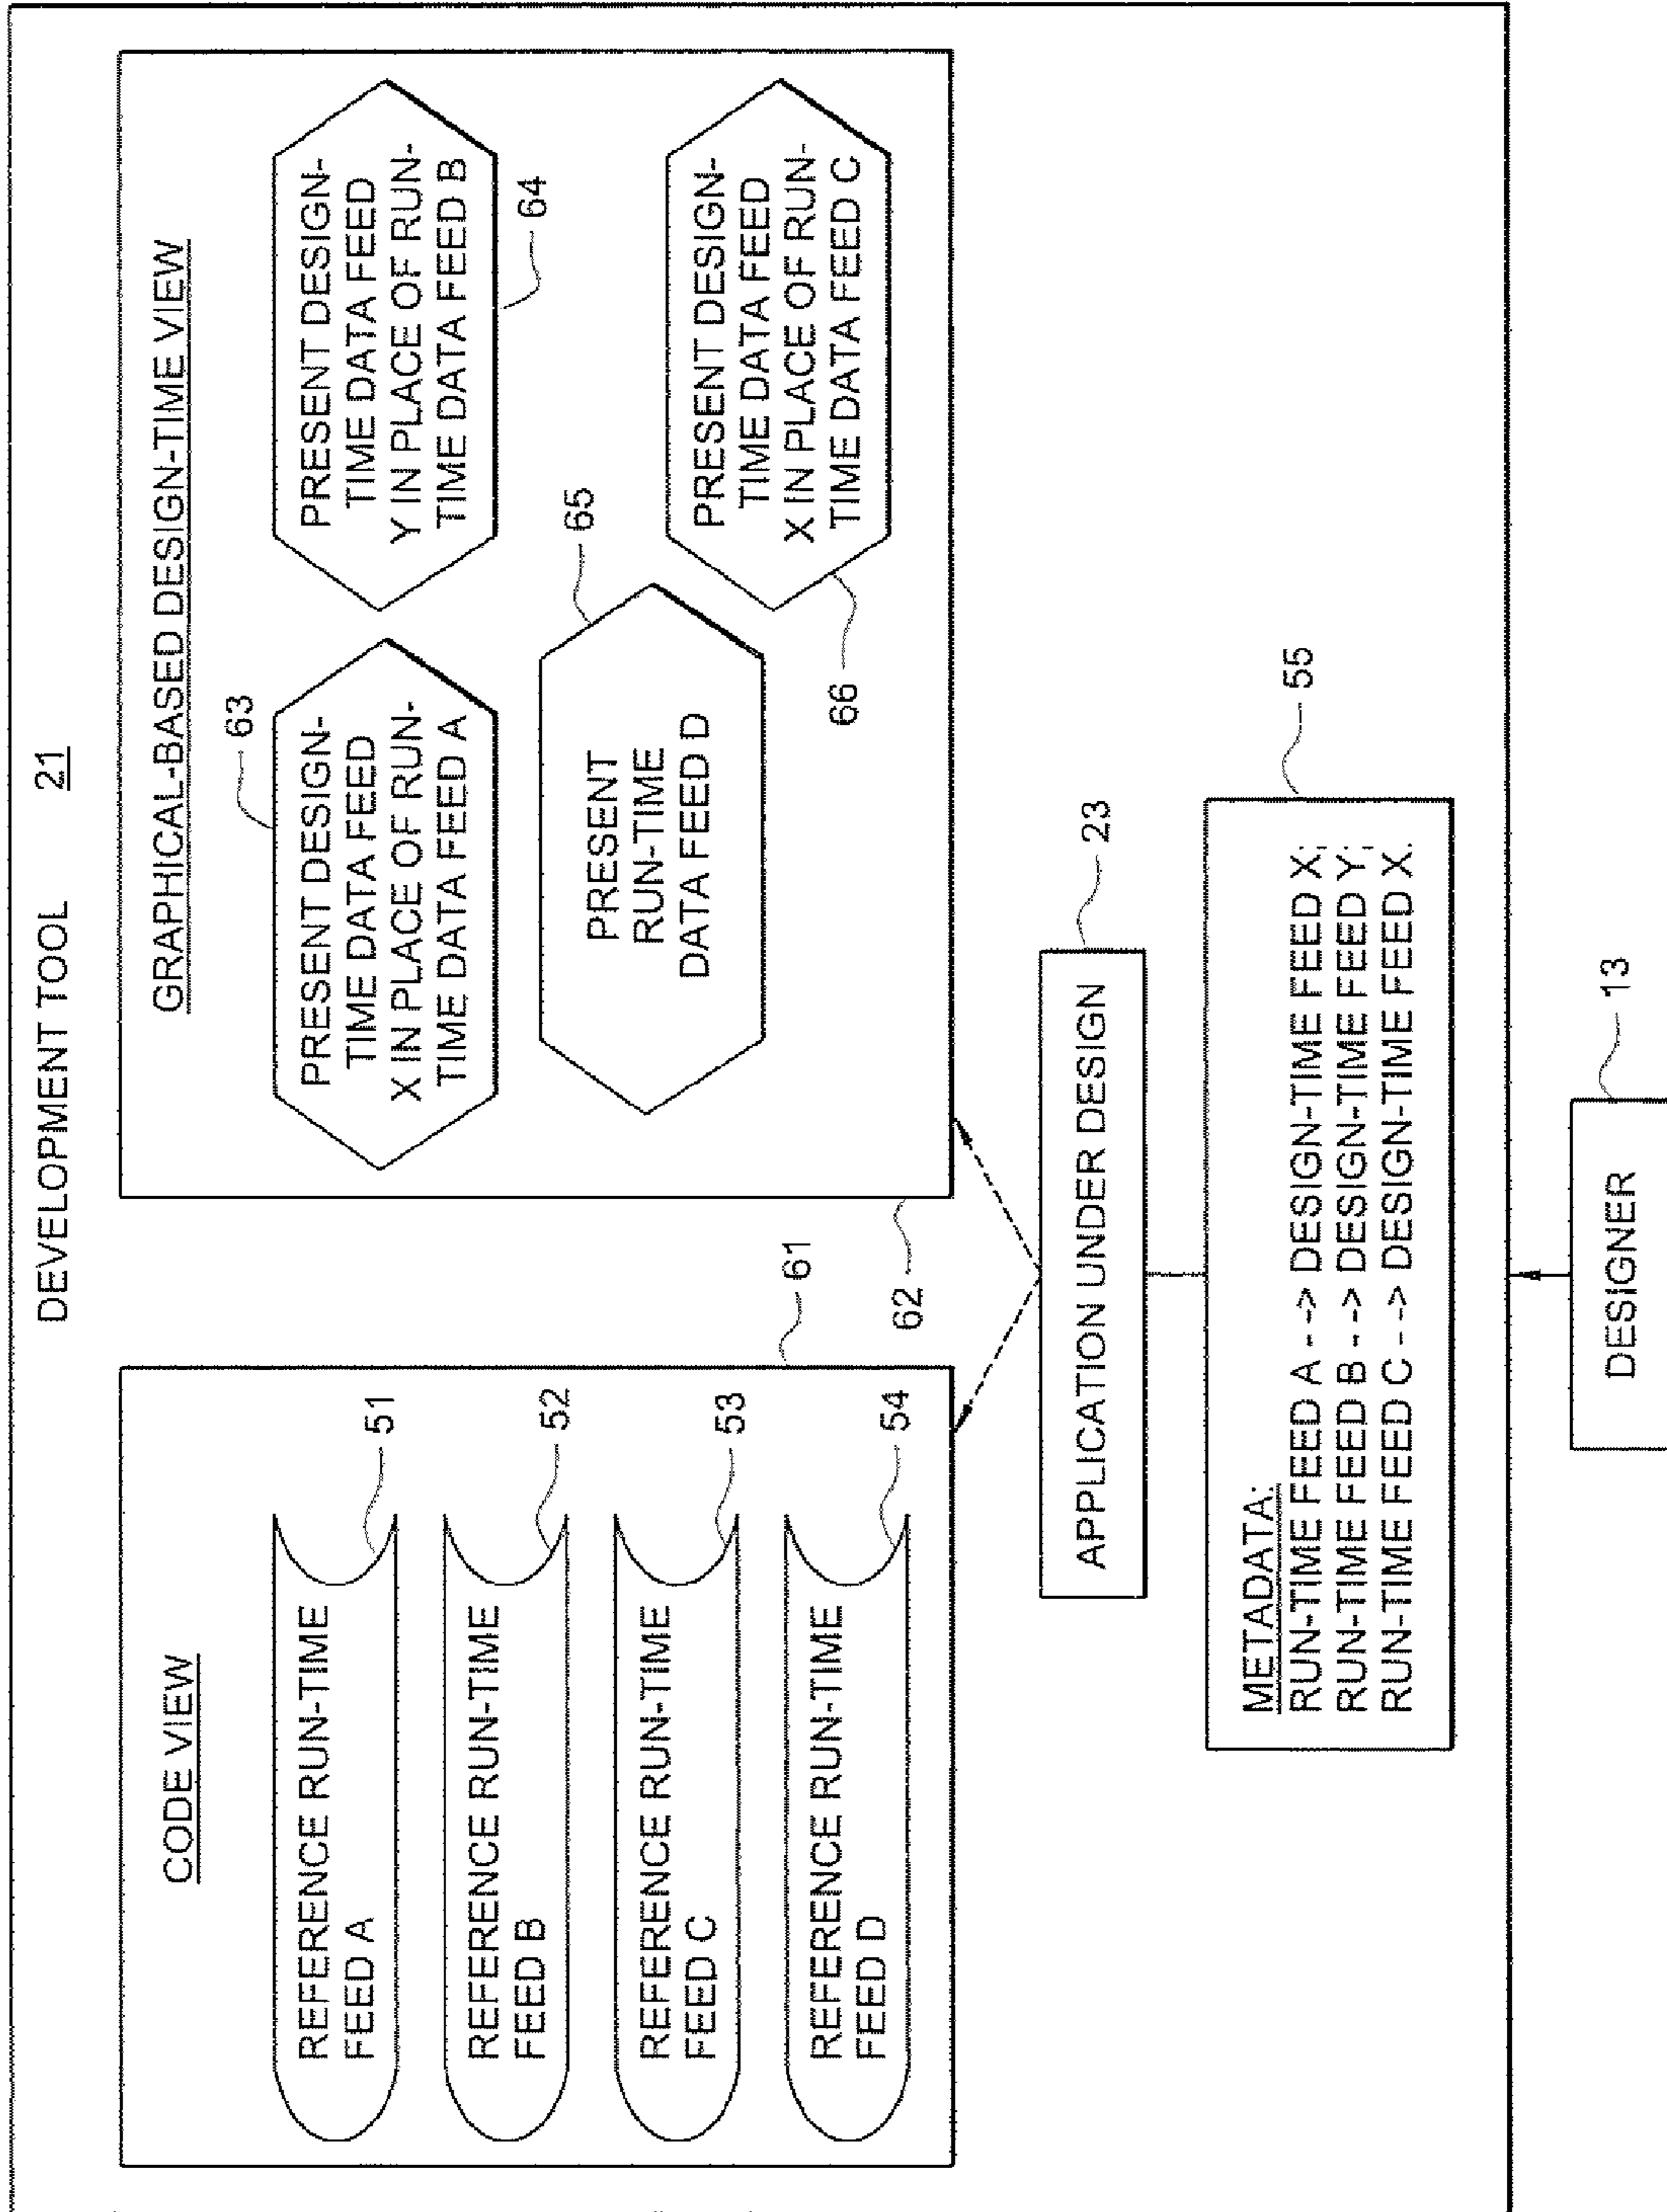 DEVELOPMENT TOOL 21
CODE VIEW
REFERENCE RUN-TIME
FEED A
51
REFERENCE RUN-TIME
FEED B
52
REFERENCE RUN-TIME
FEED C
53
REFERENCE RUN-TIME
FEED D
54
61
62
GRAPHICAL-BASED DESIGN-TIME VIEW
63
PRESENT DESIGN-
TIME DATA FEED
X IN PLACE OF RUN-
TIME DATA FEED A
PRESENT DESIGN-
TIME DATA FEED
Y IN PLACE OF RUN-
TIME DATA FEED B
64
65
PRESENT
RUN-TIME
DATA FEED D
PRESENT DESIGN-
TIME DATA FEED
X IN PLACE OF RUN-
TIME DATA FEED C
66
APPLICATION UNDER DESIGN
23
METADATA:
RUN-TIME FEED A --> DESIGN-TIME FEED X;
RUN-TIME FEED B --> DESIGN-TIME FEED Y;
RUN-TIME FEED C --> DESIGN-TIME FEED X.
55
DESIGNER
13